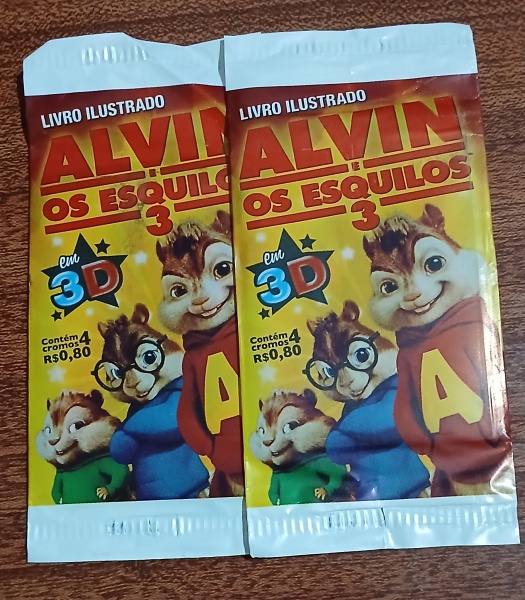 LIVRO ILUSTRADO
ALVIN
E
OS ESQUILO
3
em
3D
Contém 4
cromos
R$0,80
A
LIVRO ILUSTRADO
ALVIN
E
OS ESQUILOS
3
em
3D
Contém 4
cromos
R$0,80
A